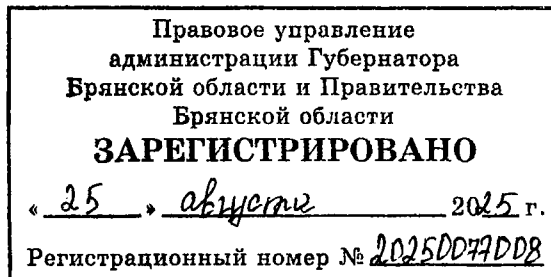 Правовое управление
администрации Губернатора
Брянской области и Правительства
Брянской области
ЗАРЕГИСТРИРОВАНО
« 25 » августа 2025 г.
Регистрационный номер № 20250077008